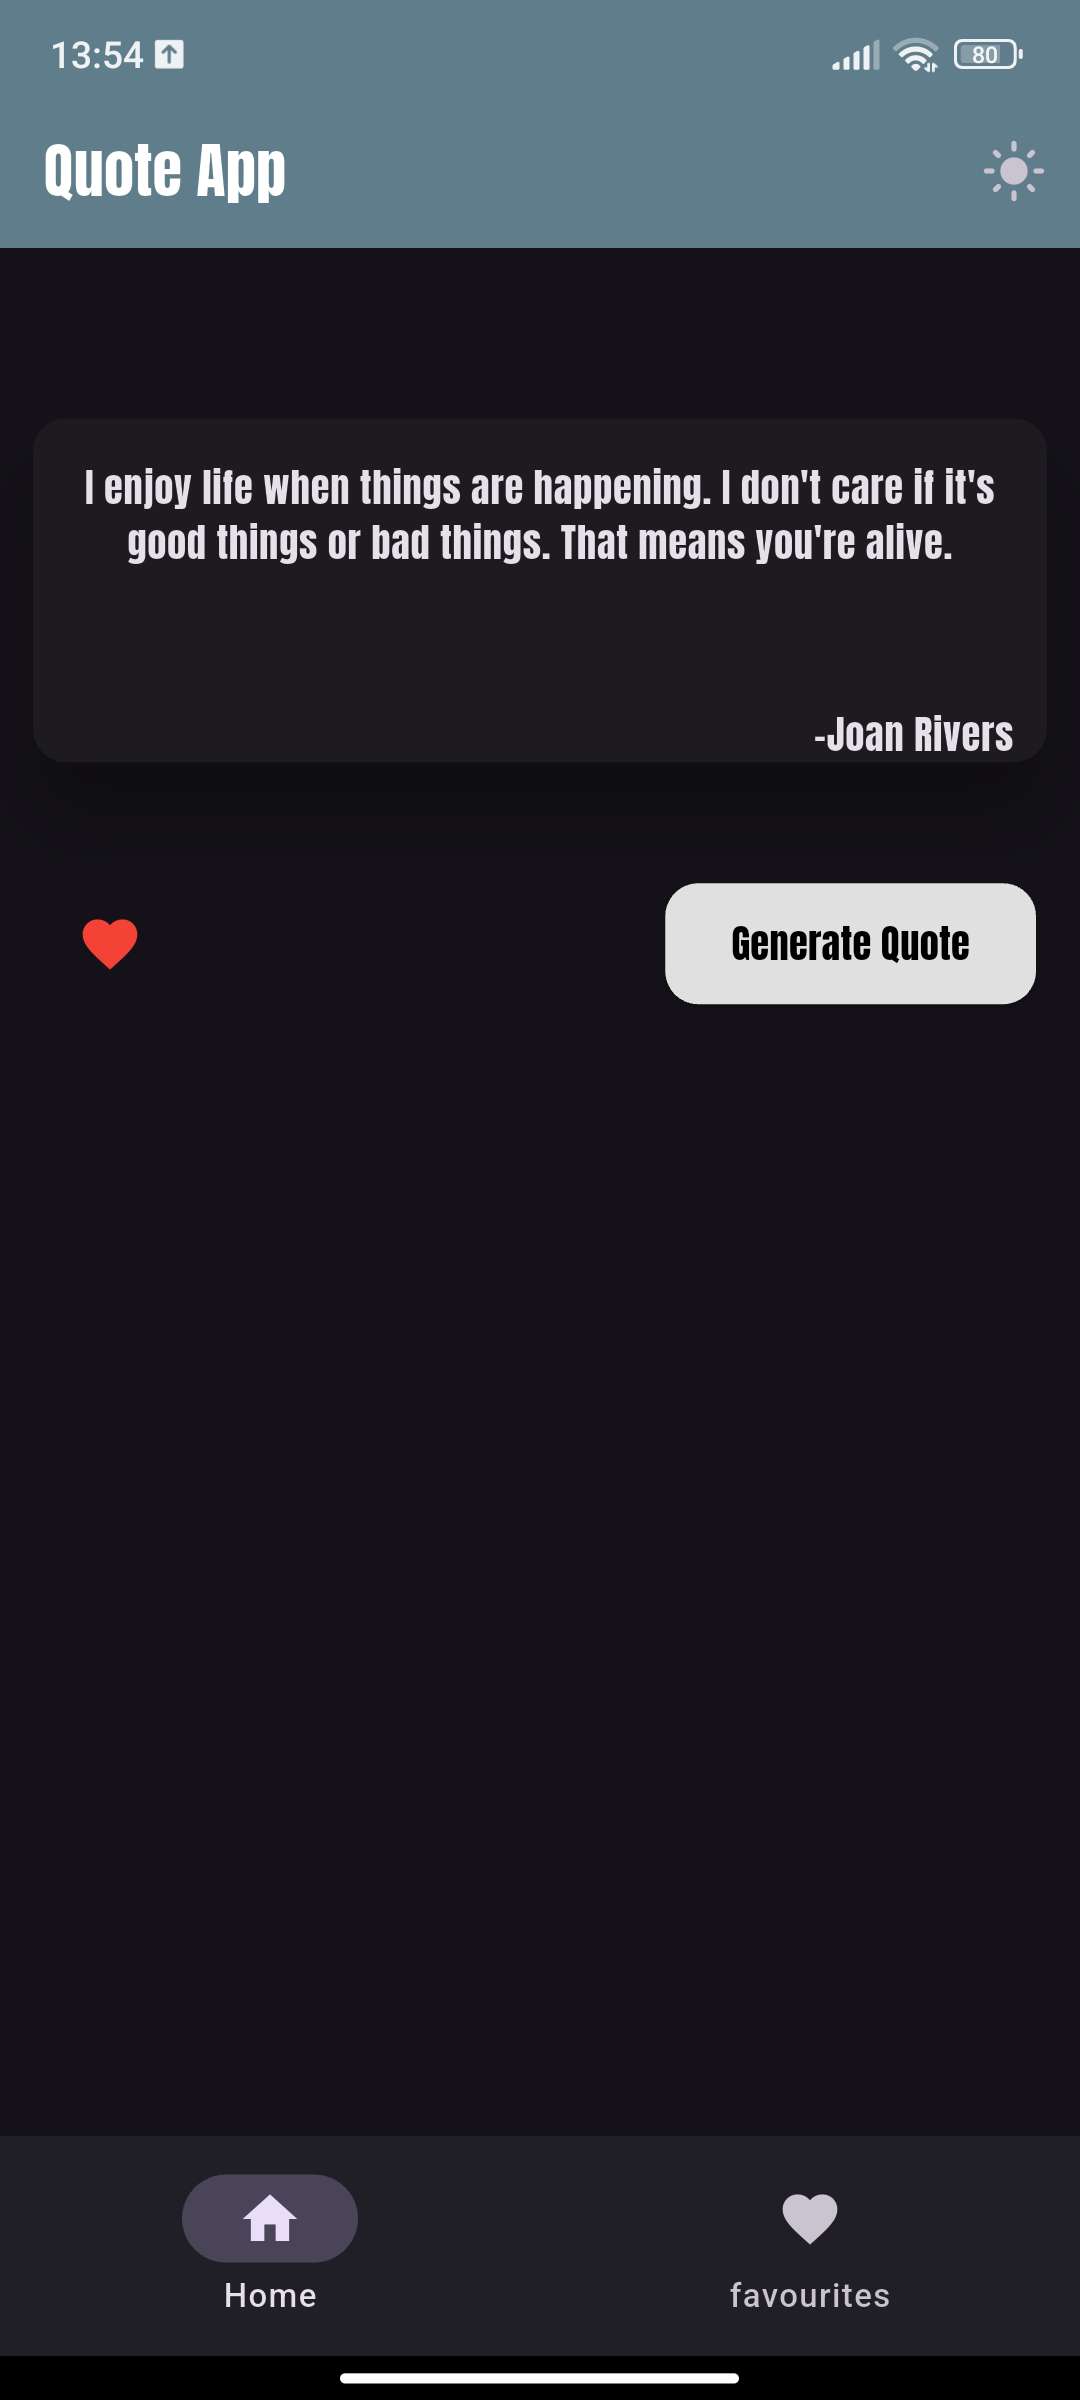 13:54
80
Quote App
I enjoy life when things are happening. I don't care if it's
good things or bad things. That means you're alive.
-Joan Rivers
Generate Quote
Home
favourites